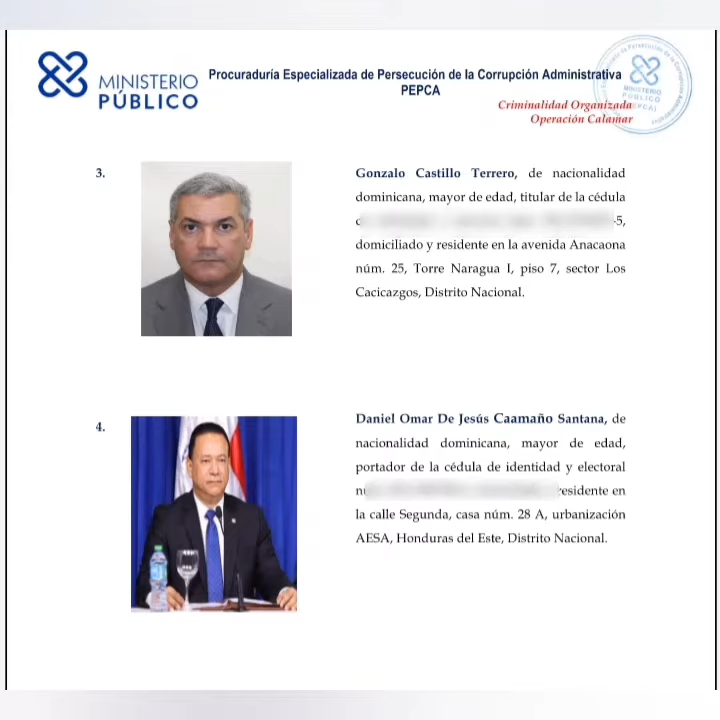 MINISTERIO
PÚBLICO
Procuraduría Especializada de Persecución de la Corrupción Administrativa
PEPCA
Criminalidad Organizada
Operación Calamar
MINISTERIO
PÚBLICO
3.
Gonzalo Castillo Terrero, de nacionalidad
dominicana, mayor de edad, titular de la cédula
-5,
domiciliado y residente en la avenida Anacaona
núm. 25, Torre Naragua I, piso 7, sector Los
Cacicazgos, Distrito Nacional.
4.
Daniel Omar De Jesús Caamaño Santana, de
nacionalidad dominicana, mayor de edad,
portador de la cédula de identidad y electoral
residente en
la calle Segunda, casa núm. 28 A, urbanización
AESA, Honduras del Este, Distrito Nacional.